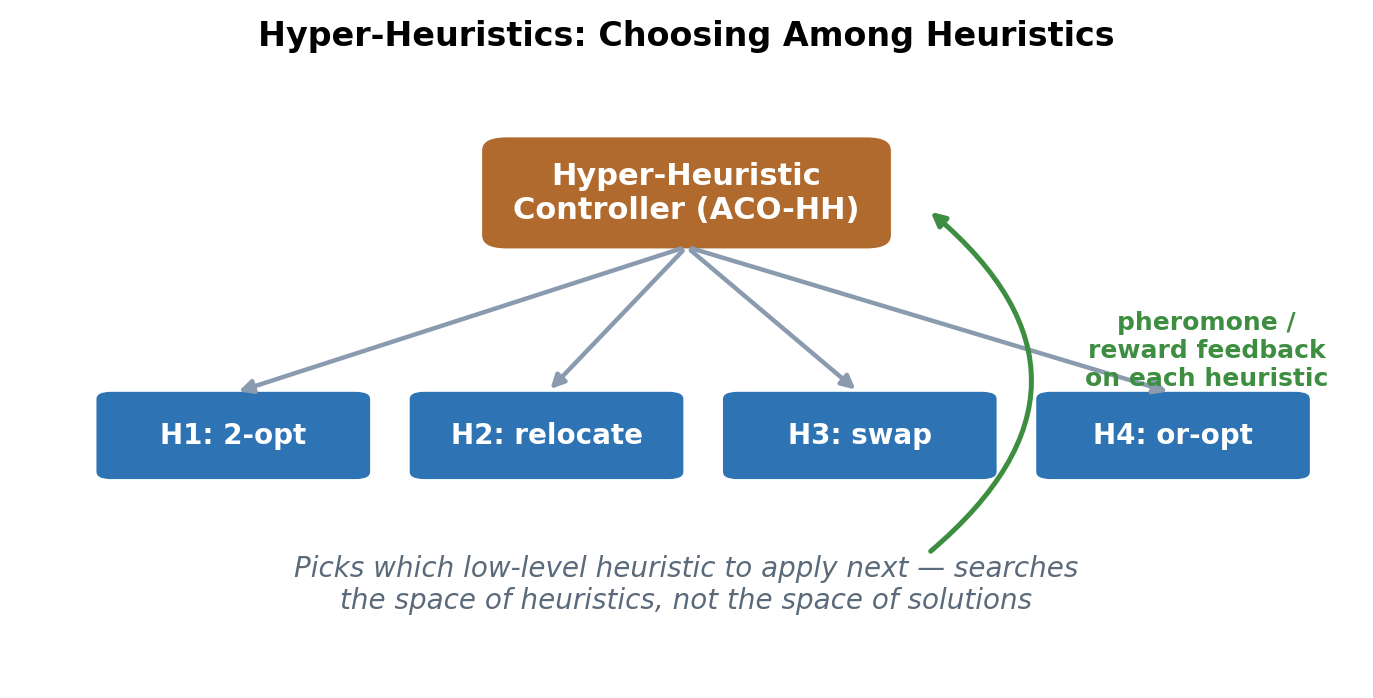 Hyper-Heuristics: Choosing Among Heuristics
Hyper-Heuristic
Controller (ACO-HH)
pheromone /
reward feedback
on each heuristic
H1: 2-opt
H2: relocate
H3: swap
H4: or-opt
Picks which low-level heuristic to apply next — searches
the space of heuristics, not the space of solutions